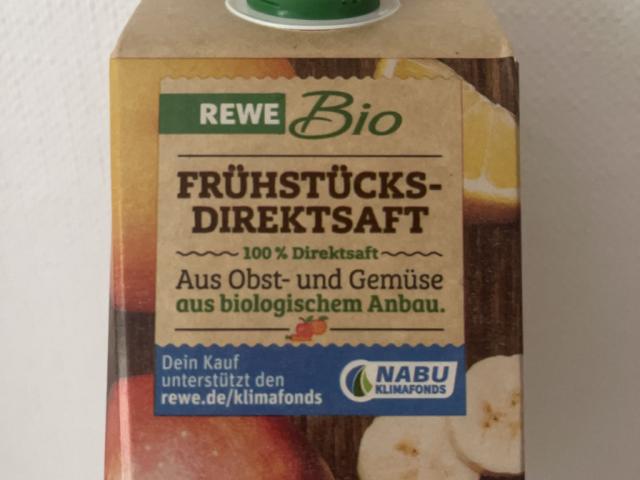 REWE Bio
FRÜHSTÜCKS-
DIREKTSAFT
100 % Direktsaft
Aus Obst- und Gemüse
aus biologischem Anbau.
Dein Kauf
unterstützt den
rewe.de/klimafonds
NABU
KLIMAFONDS